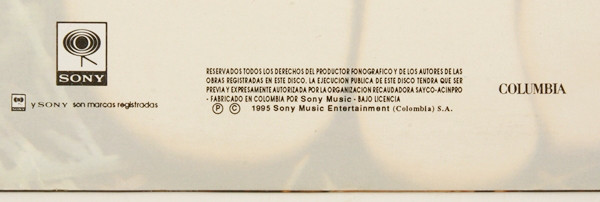 SONY
y SONY son marcas registradas
RESERVADOS TODOS LOS DERECHOS DEL PRODUCTOR FONOGRAFICO Y DE LOS AUTORES DE LAS
OBRAS REGISTRADAS EN ESTE DISCO. LA EJECUCION PUBLICA DE ESTE DISCO TENDRA QUE SER
PREVIA Y EXPRESAMENTE AUTORIZADA POR LA ORGANIZACION RECAUDADORA SAYCO-ACINPRO
- FABRICADO EN COLOMBIA POR Sony Music - BAJO LICENCIA
Ⓟ © 1995 Sony Music Entertainment (Colombia) S.A.
COLUMBIA